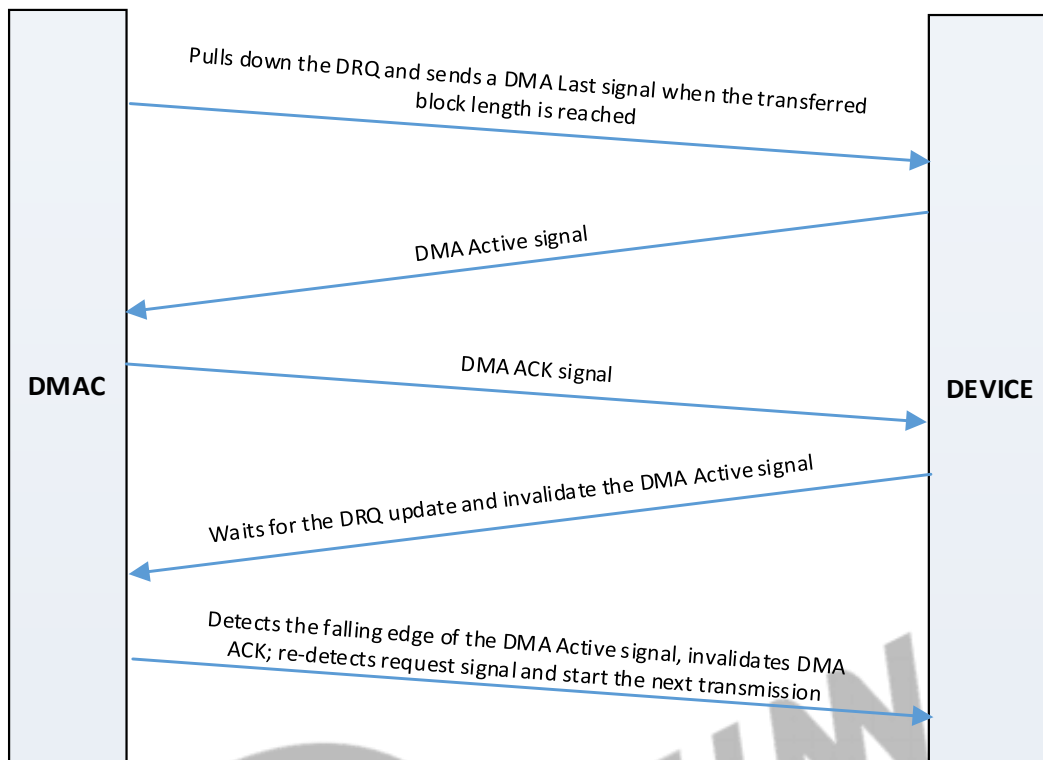 Pulls down the DRQ and sends a DMA Last signal when the transferred
block length is reached
DMA Active signal
DMA ACK signal
DMAC
DEVICE
Waits for the DRQ update and invalidate the DMA Active signal
Detects the falling edge of the DMA Active signal, invalidates DMA
ACK; re-detects request signal and start the next transmission